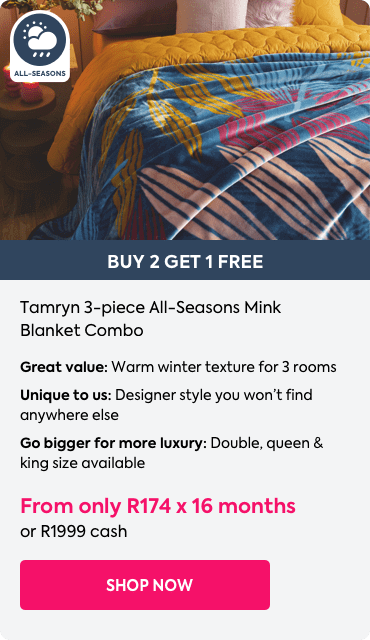 ALL-SEASONS
BUY 2 GET 1 FREE
Tamryn 3-piece All-Seasons Mink
Blanket Combo
Great value: Warm winter texture for 3 rooms
Unique to us: Designer style you won't find
anywhere else
Go bigger for more luxury: Double, queen &
king size available
From only R174 x 16 months
or R1999 cash
SHOP NOW